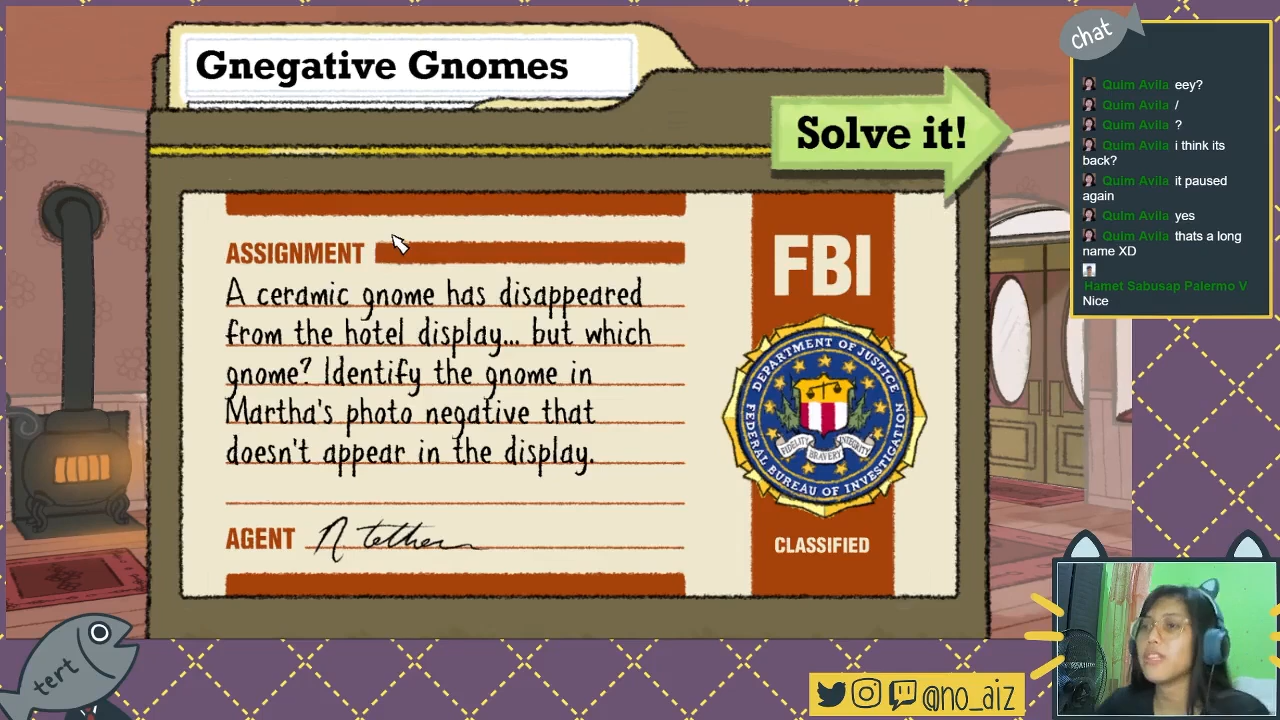 Gnegative Gnomes
Solve it!
ASSIGNMENT
A ceramic gnome has disappeared
from the hotel display... but which
gnome? Identify the gnome in
Martha's photo negative that
doesn't appear in the display.
AGENT N tether
FBI
DEPARTMENT OF JUSTICE
FIDELITY BRAVERY INTEGRITY
FEDERAL BUREAU OF INVESTIGATION
CLASSIFIED
chat
Quim Avila eey?
Quim Avila /
Quim Avila ?
Quim Avila i think its
back?
Quim Avila it paused
again
Quim Avila yes
Quim Avila thats a long
name XD
Hamet Sabusap Palermo V
Nice
tert
@no_aiz